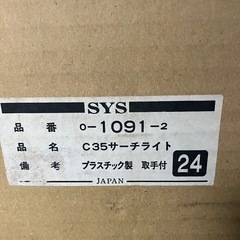 SYS
品番 0-1091-2
品名 C35サーチライト
備考 プラスチック製 取手付 24
JAPAN